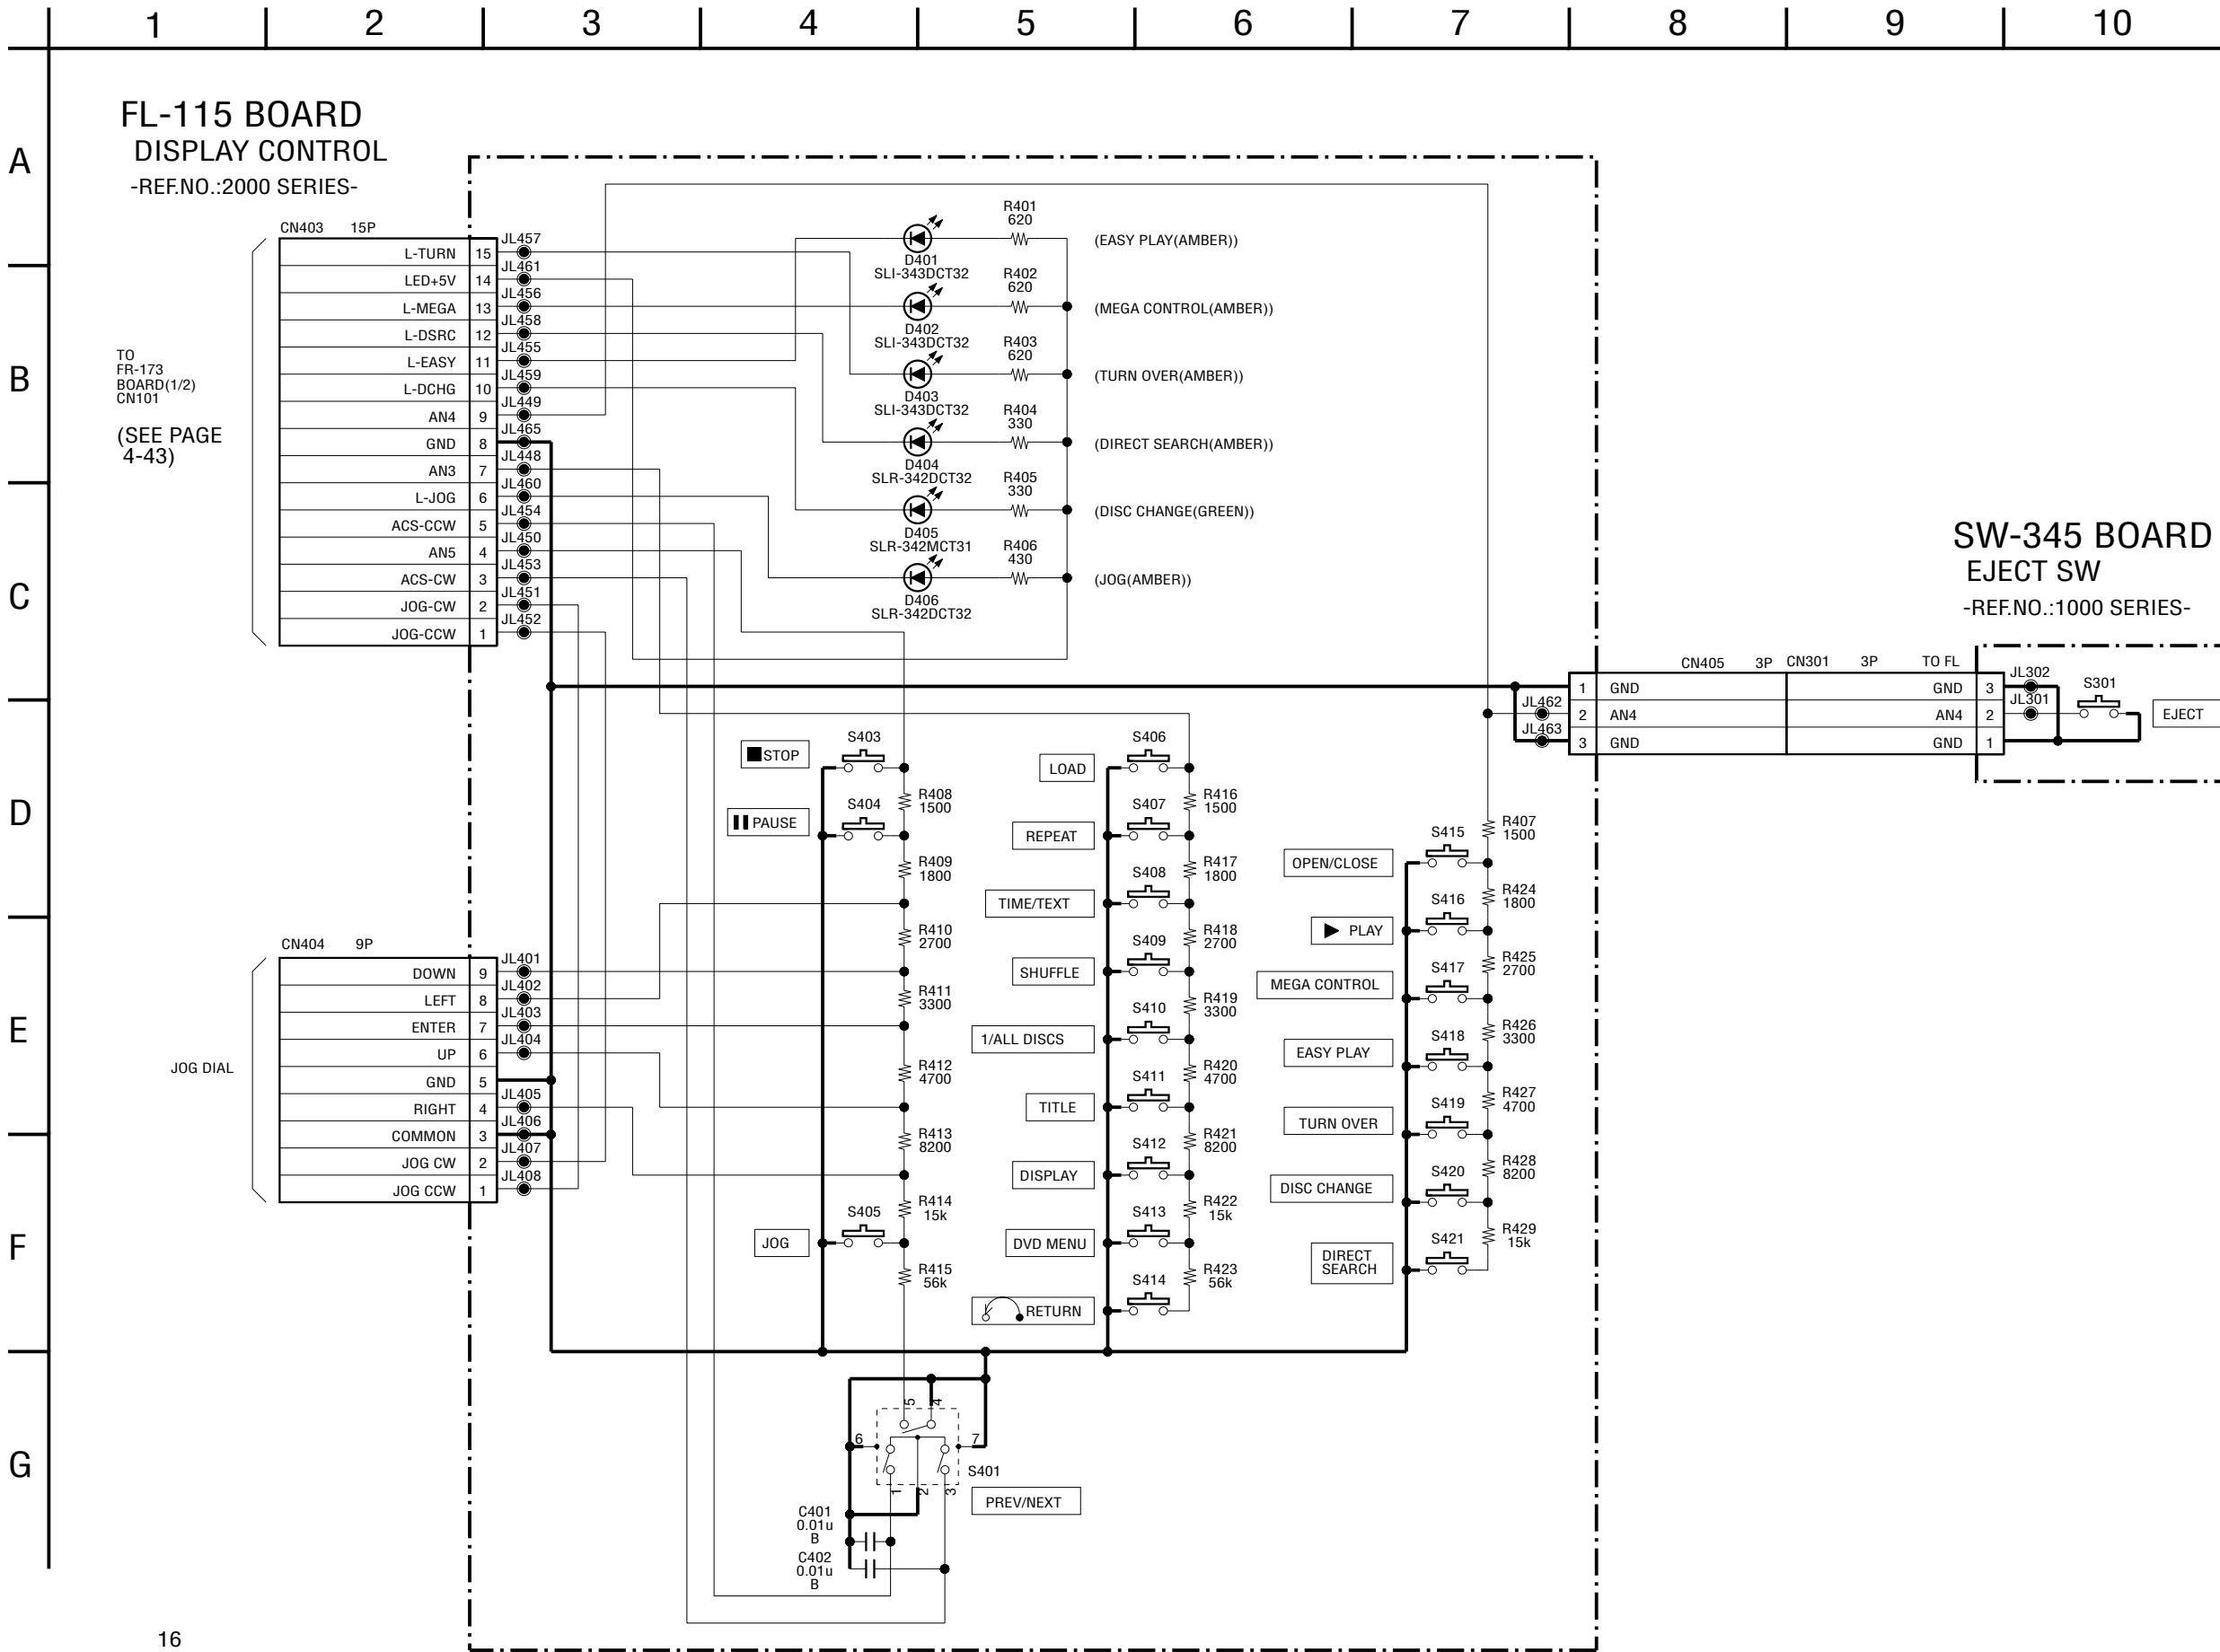 1 2 3 4 5 6 7 8 9 10
A
B
C
D
E
F
G
FL-115 BOARD
DISPLAY CONTROL
-REF.NO.:2000 SERIES-
CN403 15P
L-TURN 15 JL457
LED+5V 14 JL461
L-MEGA 13 JL456
L-DSRC 12 JL458
L-EASY 11 JL455
L-DCHG 10 JL459
AN4 9 JL449
GND 8 JL465
AN3 7 JL448
L-JOG 6 JL460
ACS-CCW 5 JL454
AN5 4 JL450
ACS-CW 3 JL453
JOG-CW 2 JL451
JOG-CCW 1 JL452
TO
FR-173
BOARD(1/2)
CN101
(SEE PAGE
4-43)
R401
620
(EASY PLAY(AMBER))
D401
SLI-343DCT32
R402
620
(MEGA CONTROL(AMBER))
D402
SLI-343DCT32
R403
620
(TURN OVER(AMBER))
D403
SLI-343DCT32
R404
330
(DIRECT SEARCH(AMBER))
D404
SLR-342DCT32
R405
330
(DISC CHANGE(GREEN))
D405
SLR-342MCT31
R406
430
(JOG(AMBER))
D406
SLR-342DCT32
SW-345 BOARD
EJECT SW
-REF.NO.:1000 SERIES-
CN405 3P CN301 3P TO FL
1 GND GND 3 JL302
JL462 2 AN4 AN4 2 JL301
JL463 3 GND GND 1
S301
EJECT
STOP S403
R408
1500
PAUSE S404
R409
1800
R410
2700
R411
3300
R412
4700
R413
8200
R414
15k
JOG S405
R415
56k
LOAD S406
R416
1500
REPEAT S407
R417
1800
TIME/TEXT S408
R418
2700
SHUFFLE S409
R419
3300
1/ALL DISCS S410
R420
4700
TITLE S411
R421
8200
DISPLAY S412
R422
15k
DVD MENU S413
R423
56k
RETURN S414
R407
1500
OPEN/CLOSE S415
R424
1800
PLAY S416
R425
2700
MEGA CONTROL S417
R426
3300
EASY PLAY S418
R427
4700
TURN OVER S419
R428
8200
DISC CHANGE S420
R429
15k
DIRECT
SEARCH
S421
CN404 9P
DOWN 9 JL401
LEFT 8 JL402
ENTER 7 JL403
UP 6 JL404
GND 5
RIGHT 4 JL405
COMMON 3 JL406
JOG CW 2 JL407
JOG CCW 1 JL408
JOG DIAL
5 4
6 7
S401
1 2 3
PREV/NEXT
C401
0.01u
B
C402
0.01u
B
16